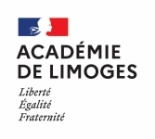 ACADÉMIE
DE LIMOGES
Liberté
Égalité
Fraternité